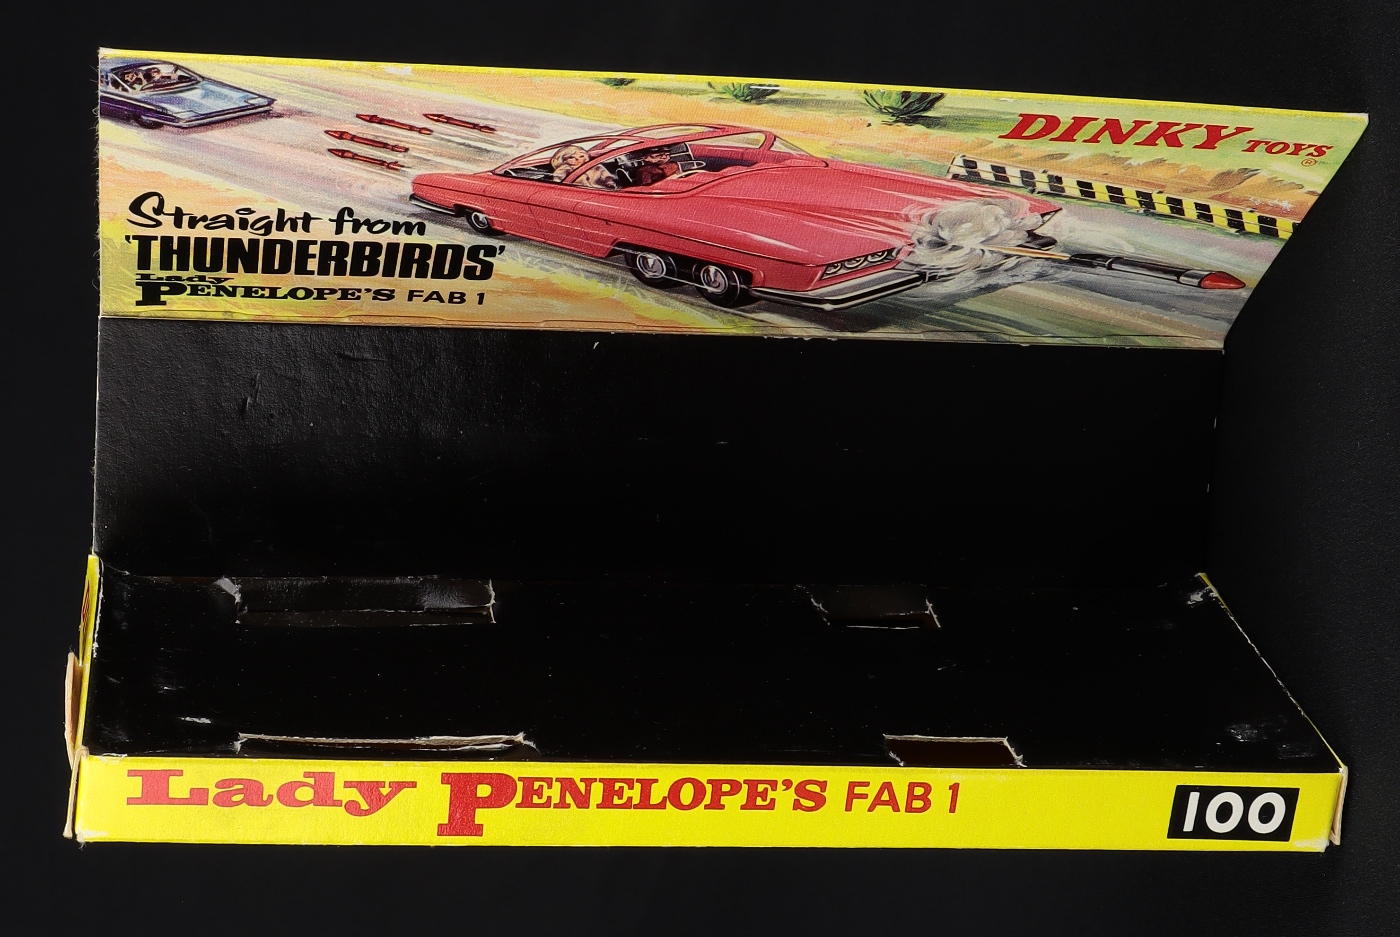 DINKY TOYS®
Straight from
'THUNDERBIRDS'
Lady
PENELOPE'S FAB 1
Lady PENELOPE'S FAB 1
100